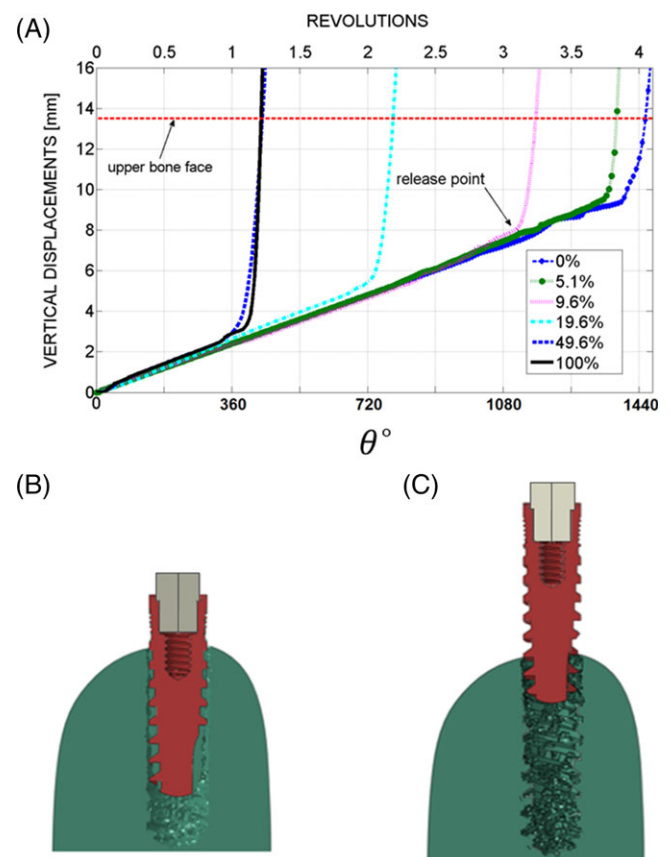 (A)
REVOLUTIONS
0 0.5 1 1.5 2 2.5 3 3.5 4
VERTICAL DISPLACEMENTS [mm]
16
14
12
10
8
6
4
2
0
upper bone face
release point
0%
5.1%
9.6%
19.6%
49.6%
100%
0 360 720 1080 1440
θ°
(B)
(C)